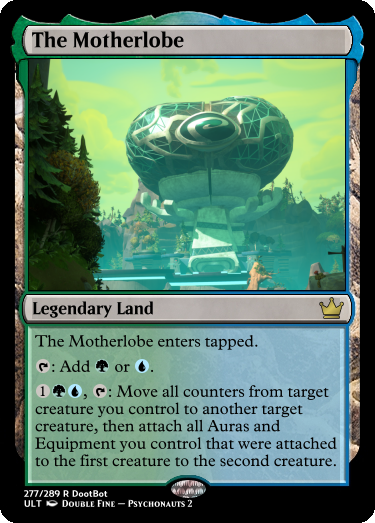 The Motherlobe
Legendary Land
The Motherlobe enters tapped.
: Add or .
1 , : Move all counters from target
creature you control to another target
creature, then attach all Auras and
Equipment you control that were attached
to the first creature to the second creature.
277/289 R DootBot
ULT Double Fine — Psychonauts 2